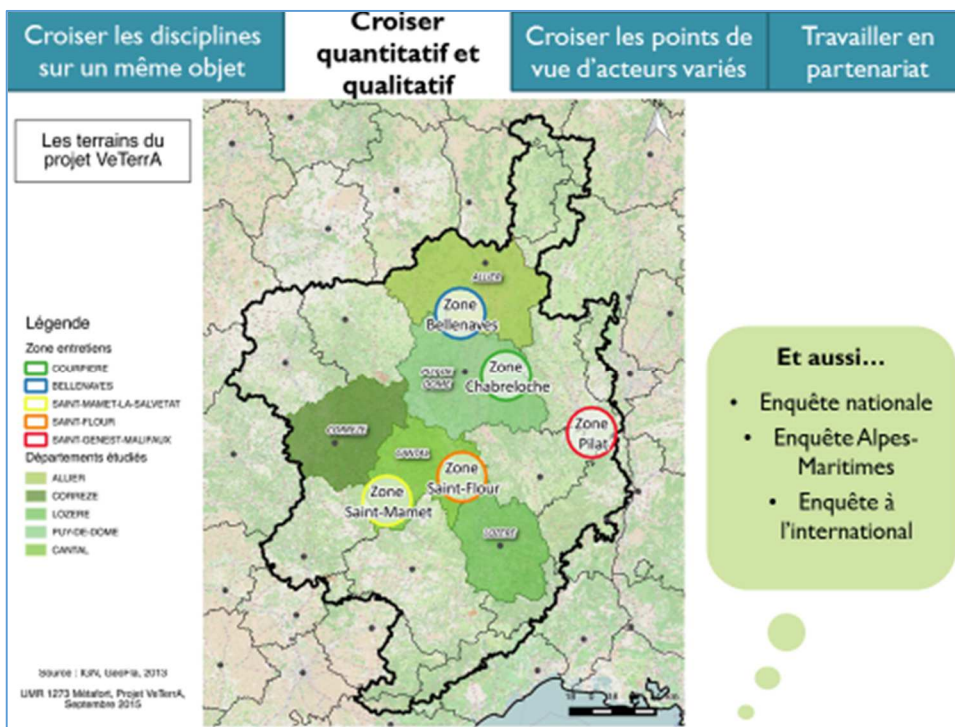 Croiser les disciplines
sur un même objet
Croiser
quantitatif et
qualitatif
Croiser les points de
vue d'acteurs variés
Travailler en
partenariat
Les terrains du
projet VeTerrA
Légende
Zone entretiens
COURPIERE
BELLENAVES
SAINT-MAMET-LA-SALVETAT
SAINT-FLOUR
SAINT-GENEST-MALIFAUX
Départements étudiés
ALLIER
CORREZE
LOZERE
PUY-DE-DOME
CANTAL
Source : IGN, GeoFla, 2013
UMR 1273 Métafort, Projet VeTerrA,
Septembre 2015
ALLIER
Zone
Bellenaves
DOME
Zone
Chabreloche
CORREZE
Zone
Pilat
CANTAL
Zone
Saint-Flour
Zone
Saint-Mamet
LOZERE
Et aussi...
• Enquête nationale
• Enquête Alpes-
Maritimes
• Enquête à
l'international